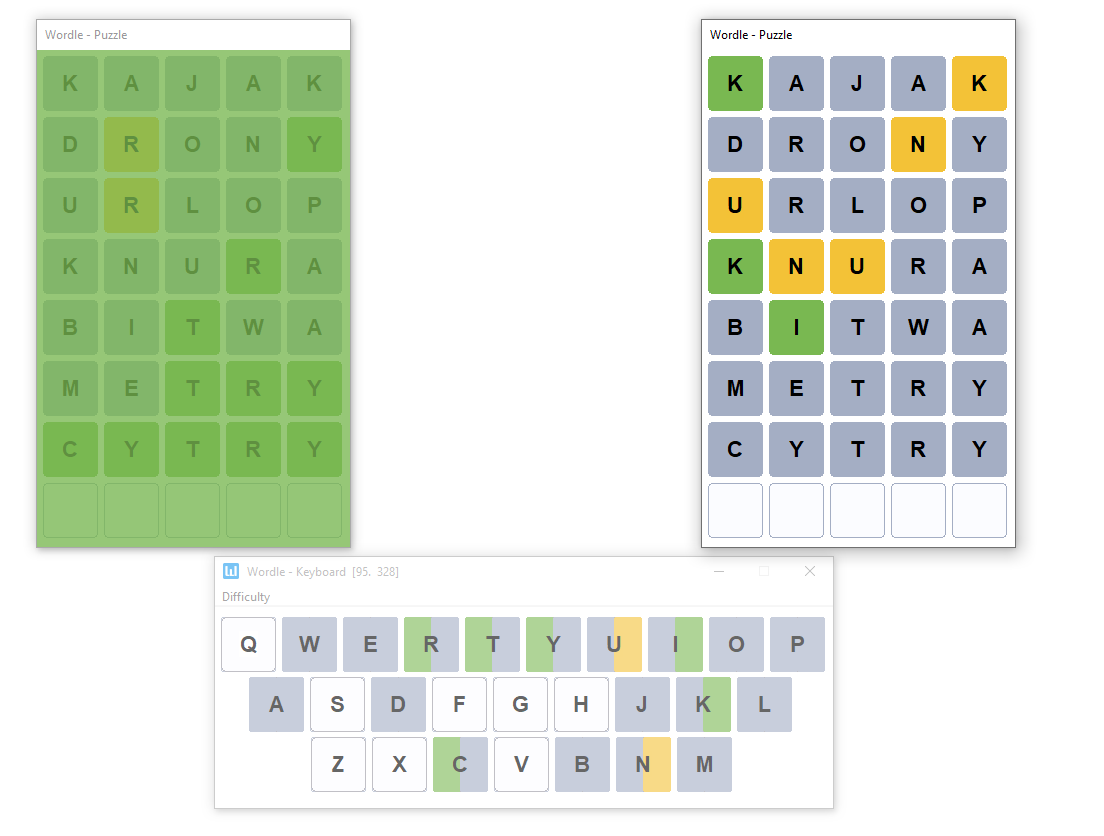 Wordle - Puzzle
K A J A K
D R O N Y
U R L O P
K N U R A
B I T W A
M E T R Y
C Y T R Y
Wordle - Puzzle
K A J A K
D R O N Y
U R L O P
K N U R A
B I T W A
M E T R Y
C Y T R Y
Wordle - Keyboard [95. 328]
Difficulty
Q W E R T Y U I O P
A S D F G H J K L
Z X C V B N M